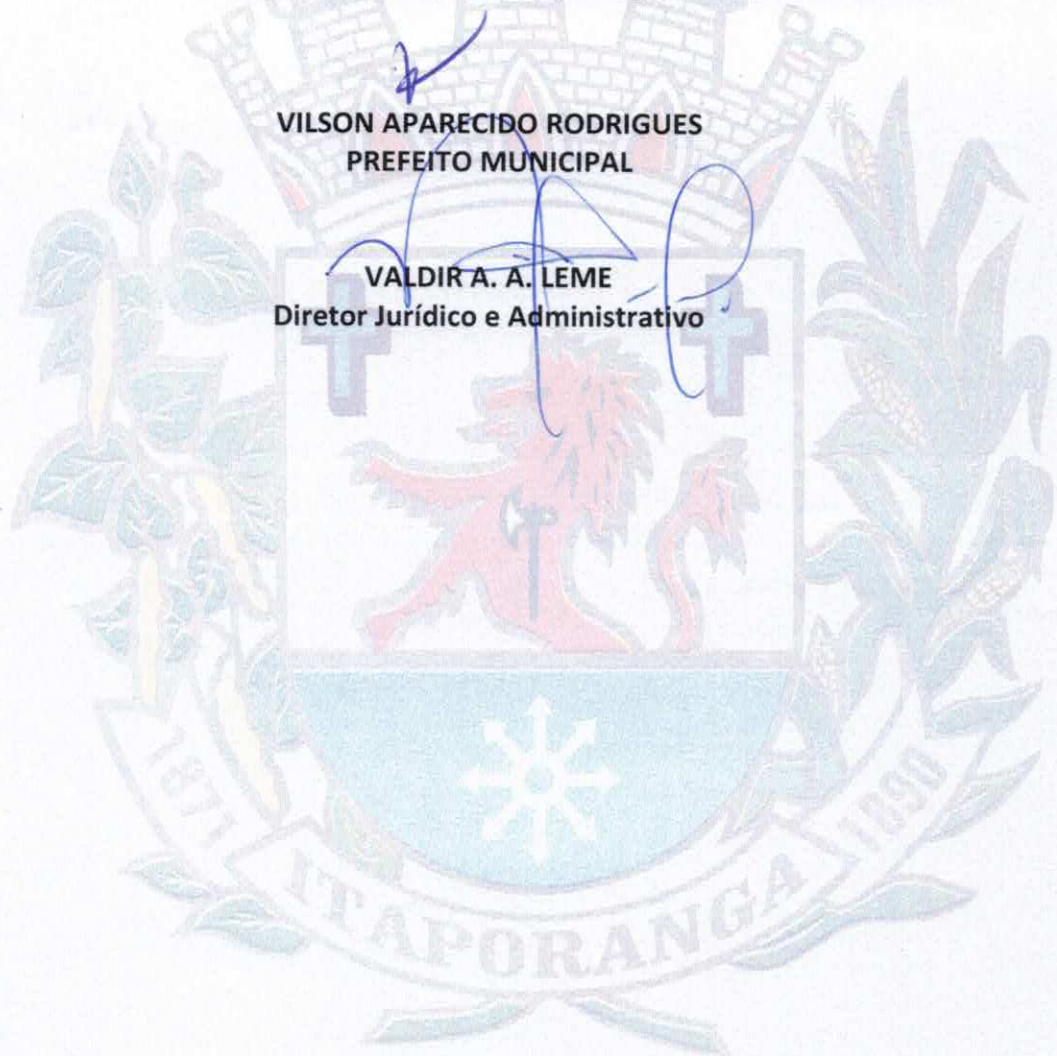 VILSON APARECIDO RODRIGUES
PREFEITO MUNICIPAL
VALDIR A. A. LEME
Diretor Jurídico e Administrativo
1871 ITAPORANGA 1890